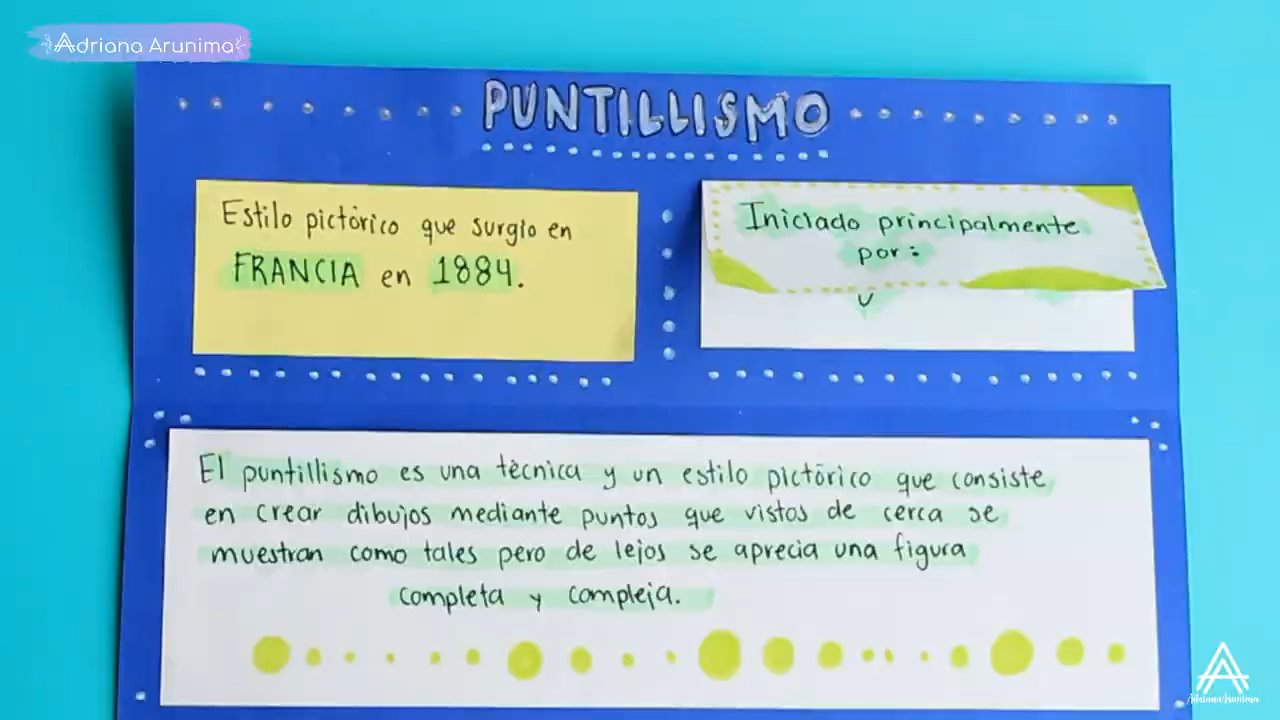 Adriana Arunima
PUNTILLISMO
Estilo pictórico que surgio en
FRANCIA en 1884.
Iniciado principalmente
por:
El puntillismo es una tècnica y un estilo pictórico que consiste
en crear dibujos mediante puntos que vistos de cerca se
muestran como tales pero de lejos se aprecia una figura
completa y compleja.
AdrianaArunima